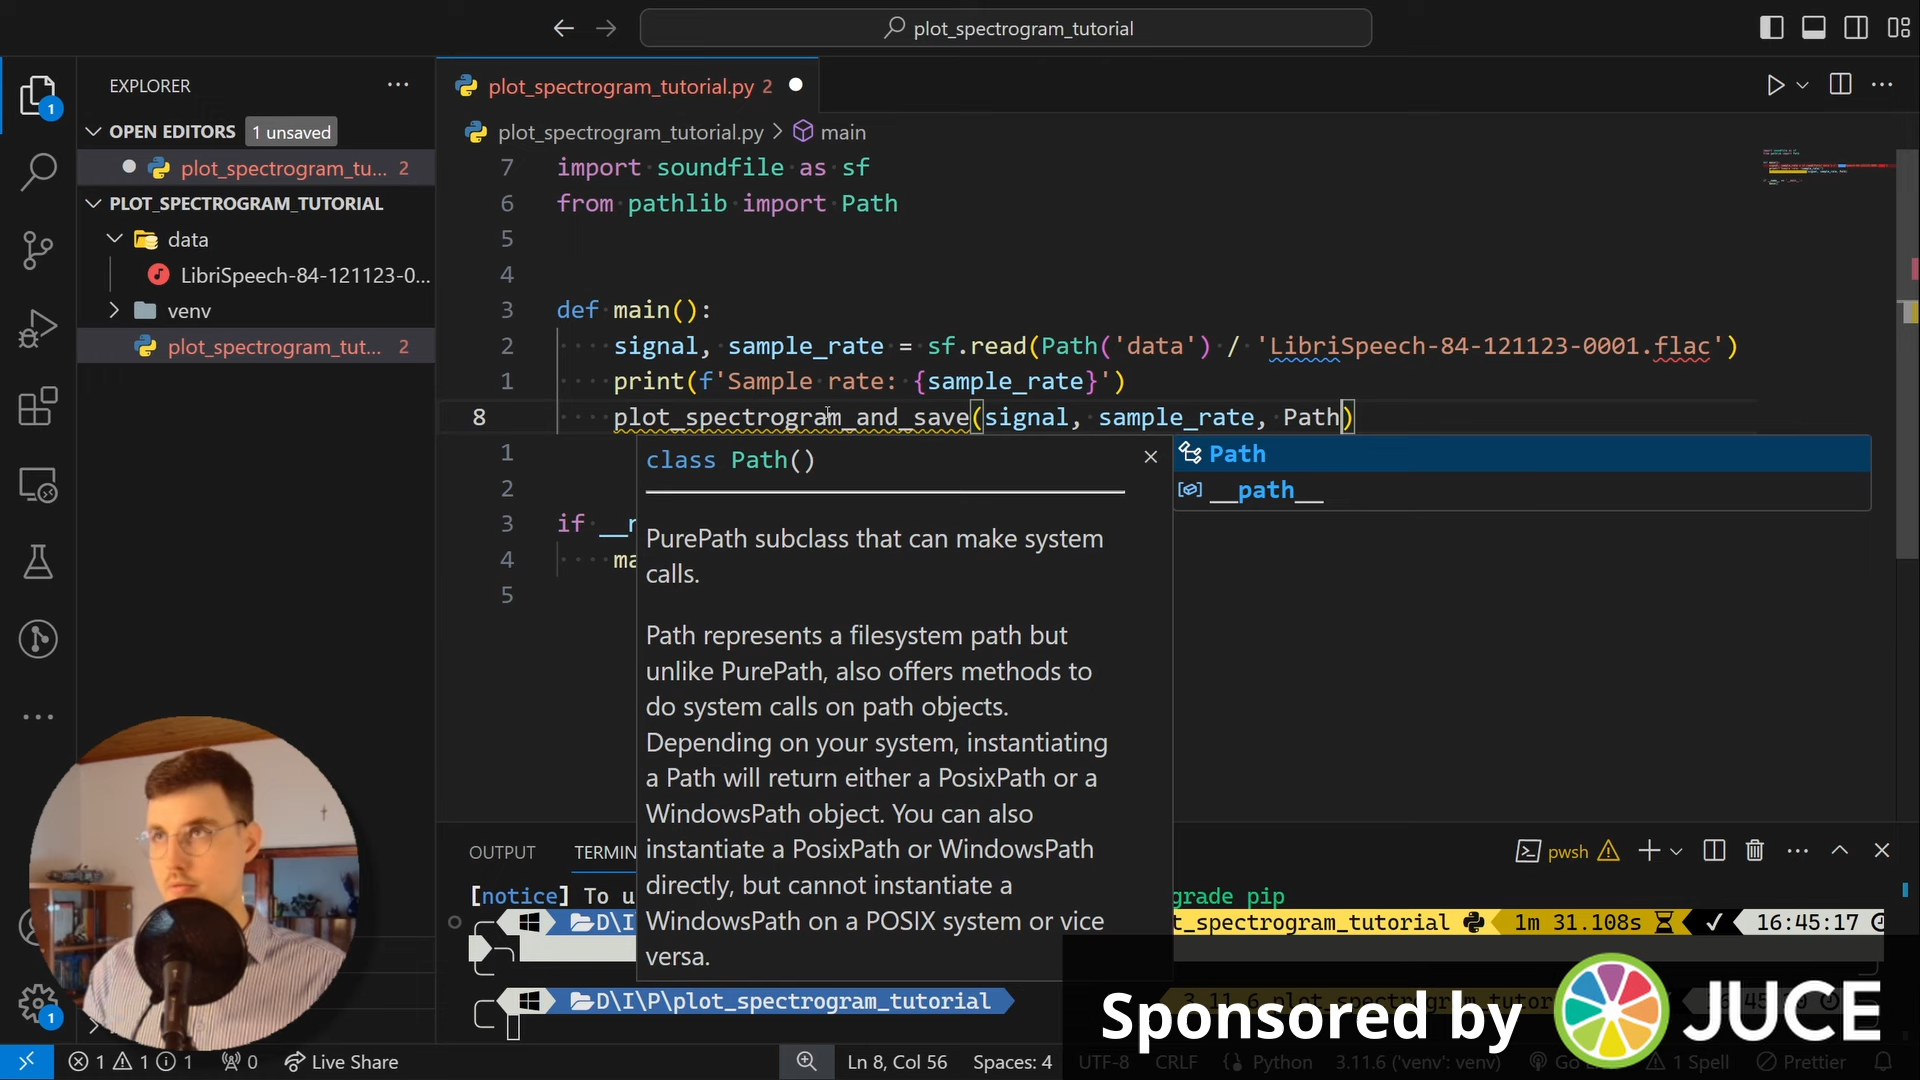 plot_spectrogram_tutorial
EXPLORER
plot_spectrogram_tutorial.py 2
OPEN EDITORS 1 unsaved
plot_spectrogram_tu... 2
PLOT_SPECTROGRAM_TUTORIAL
data
LibriSpeech-84-121123-0...
venv
plot_spectrogram_tut... 2
plot_spectrogram_tutorial.py > main
7 import soundfile as sf
6 from pathlib import Path
5
4
3 def main():
2 signal, sample_rate = sf.read(Path('data') / 'LibriSpeech-84-121123-0001.flac')
1 print(f'Sample rate: {sample_rate}')
8 plot_spectrogram_and_save(signal, sample_rate, Path)
1
2
3 if __n
4 ma
5
class Path()
PurePath subclass that can make system
calls.
Path represents a filesystem path but
unlike PurePath, also offers methods to
do system calls on path objects.
Depending on your system, instantiating
a Path will return either a PosixPath or a
WindowsPath object. You can also
instantiate a PosixPath or WindowsPath
directly, but cannot instantiate a
WindowsPath on a POSIX system or vice
versa.
Path
__path__
OUTPUT TERMIN
pwsh
[notice] To u
grade pip
D\I
t_spectrogram_tutorial 1m 31.108s 16:45:17
D\I\P\plot_spectrogram_tutorial
3.11.6 plot_spectrogram_tutor
Sponsored by JUCE
1 1 1 1 0 Live Share
Ln 8, Col 56 Spaces: 4 UTF-8 CRLF Python 3.11.6 ('venv': venv) 1 Spell Prettier